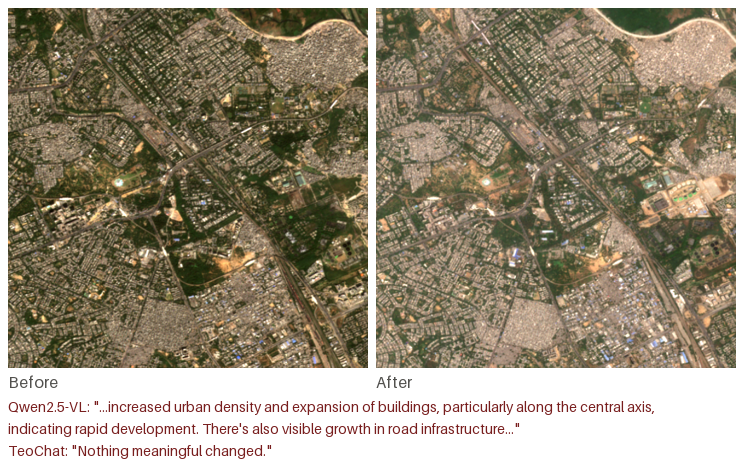 Before
After
Qwen2.5-VL: "...increased urban density and expansion of buildings, particularly along the central axis,
indicating rapid development. There's also visible growth in road infrastructure..."
TeoChat: "Nothing meaningful changed."